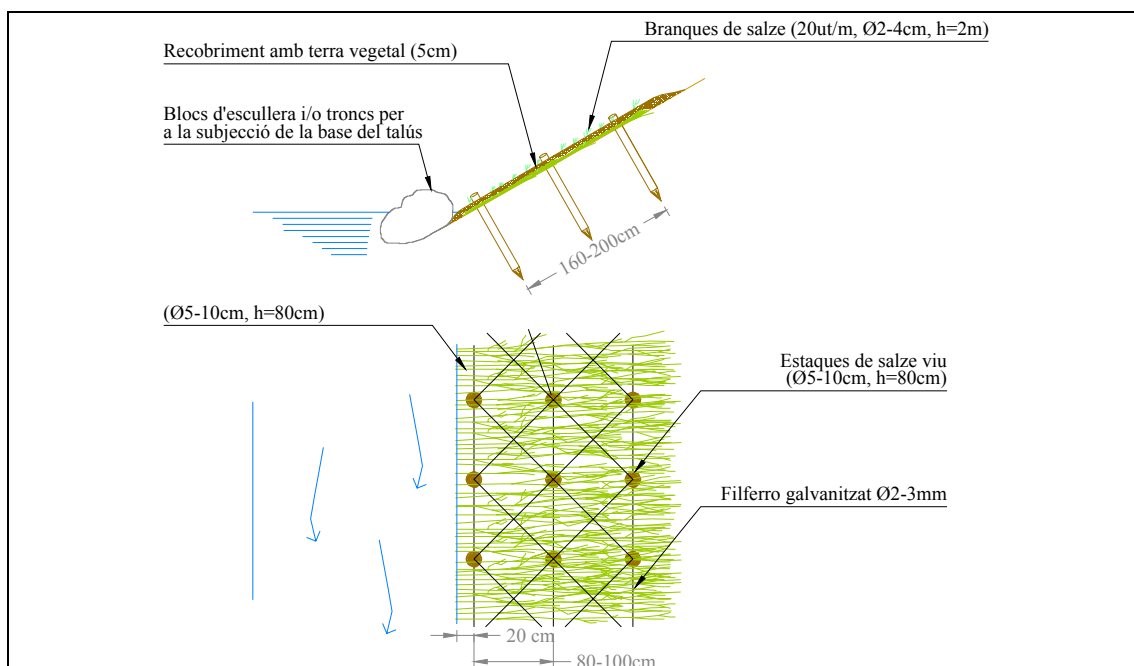 Branques de salze (20ut/m, Ø2-4cm, h=2m)
Recobriment amb terra vegetal (5cm)
Blocs d'escullera i/o troncs per
a la subjecció de la base del talús
160-200cm
(Ø5-10cm, h=80cm)
Estaques de salze viu
(Ø5-10cm, h=80cm)
Filferro galvanitzat Ø2-3mm
20 cm
80-100cm